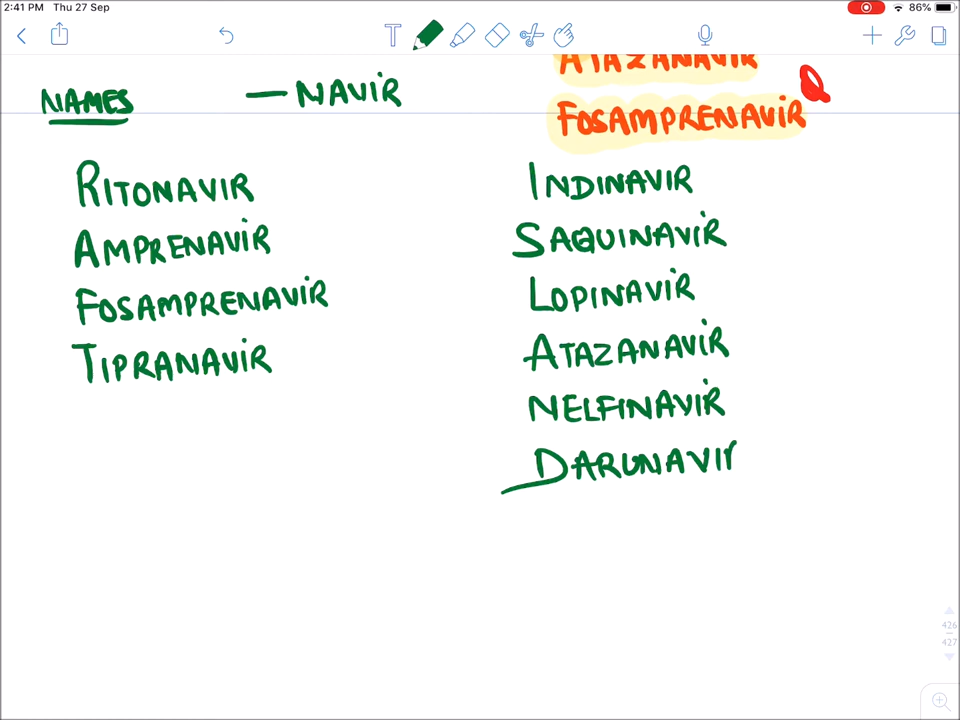 2:41 PM Thu 27 Sep
86%
T
ATAZANAVIR
NAMES — NAVIR
FOSAMPRENAVIR
RITONAVIR
AMPRENAVIR
FOSAMPRENAVIR
TIPRANAVIR
INDINAVIR
SAQUINAVIR
LOPINAVIR
ATAZANAVIR
NELFINAVIR
DARUNAVIR
426
427